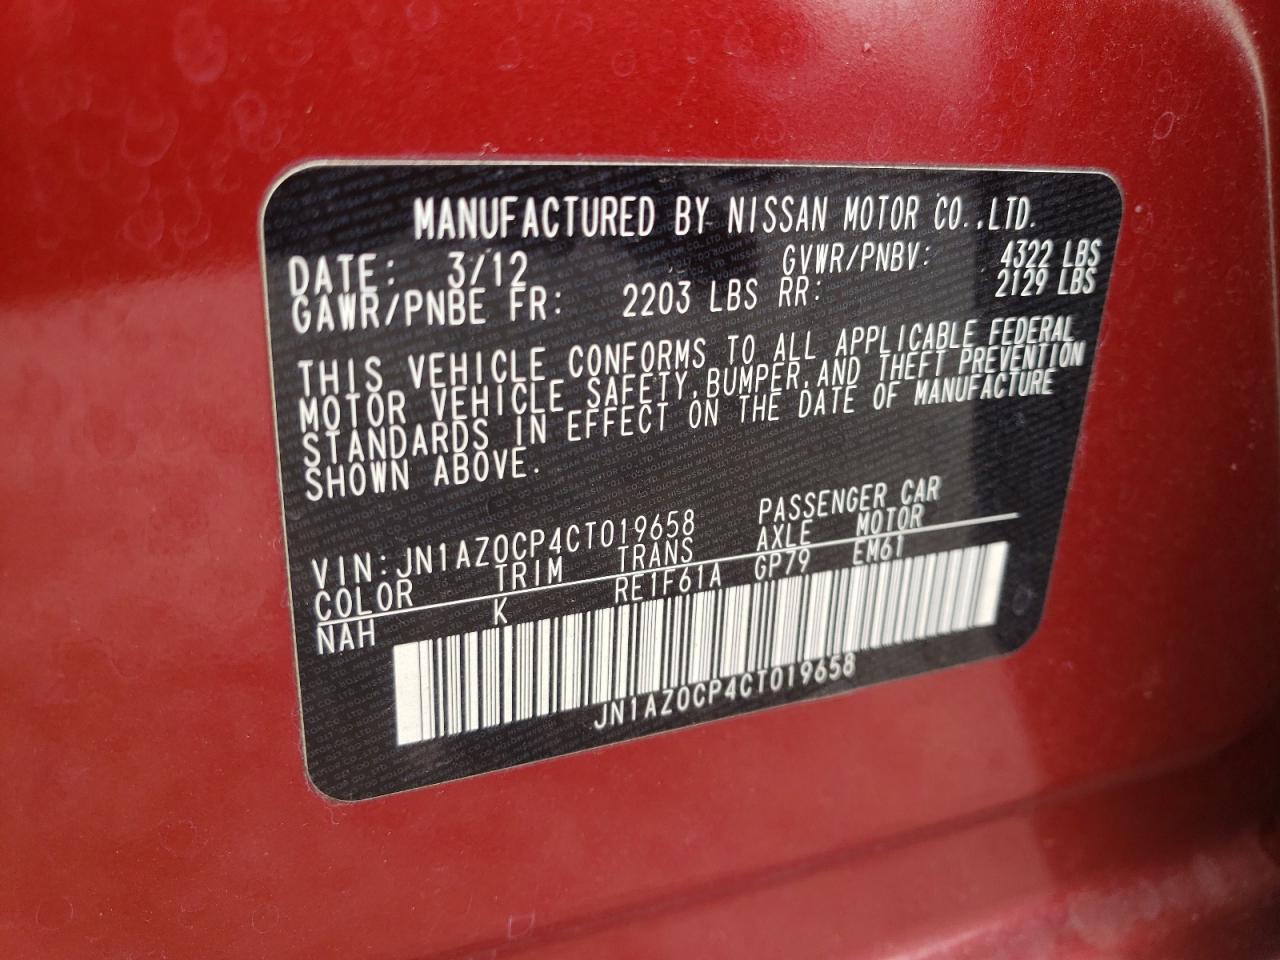 MANUFACTURED BY NISSAN MOTOR CO.,LTD.
DATE: 3/12 GVWR/PNBV: 4322 LBS
GAWR/PNBE FR: 2203 LBS RR: 2129 LBS
THIS VEHICLE CONFORMS TO ALL APPLICABLE FEDERAL
MOTOR VEHICLE SAFETY,BUMPER,AND THEFT PREVENTION
STANDARDS IN EFFECT ON THE DATE OF MANUFACTURE
SHOWN ABOVE.
VIN:JN1AZ0CP4CT019658 PASSENGER CAR
COLOR TRIM TRANS AXLE MOTOR
NAH K RE1F61A GP79 EM61
JN1AZ0CP4CT019658